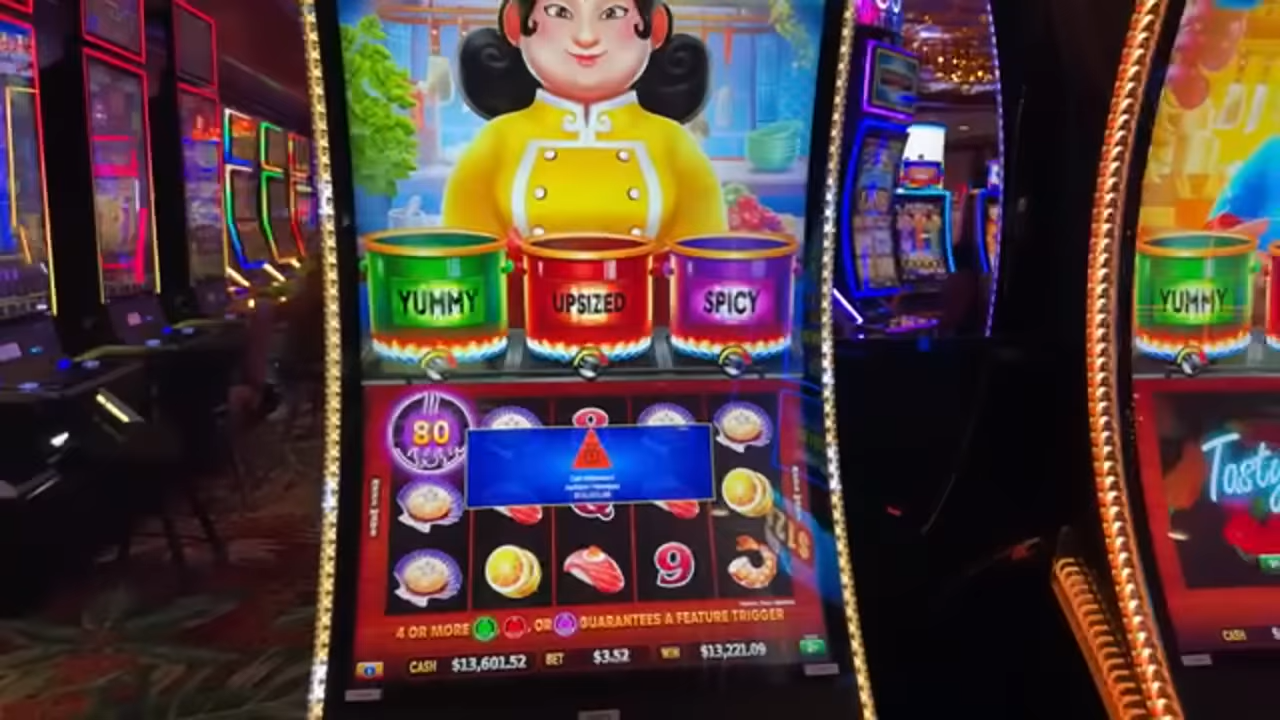 YUMMY UPSIZED SPICY
YUMMY
80
Tasty
9
4 OR MORE , OR GUARANTEES A FEATURE TRIGGER
CASH $13,601.52 BET $3.52 WIN $13,221.09
CASH